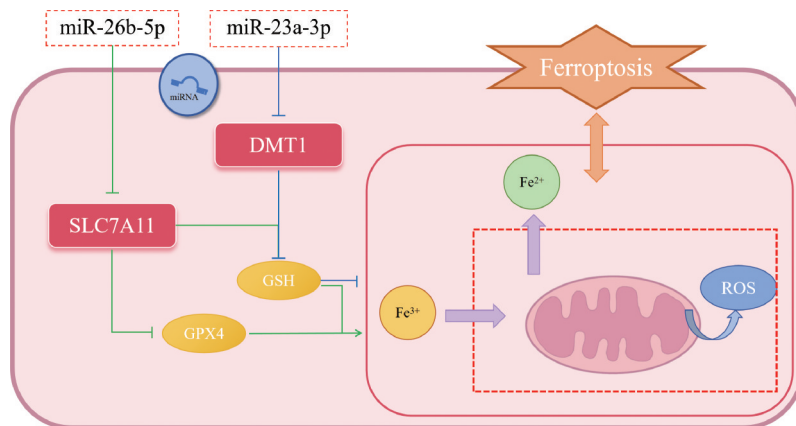 miR-26b-5p
miR-23a-3p
Ferroptosis
miRNA
DMT1
Fe²⁺
SLC7A11
GSH
ROS
Fe³⁺
GPX4